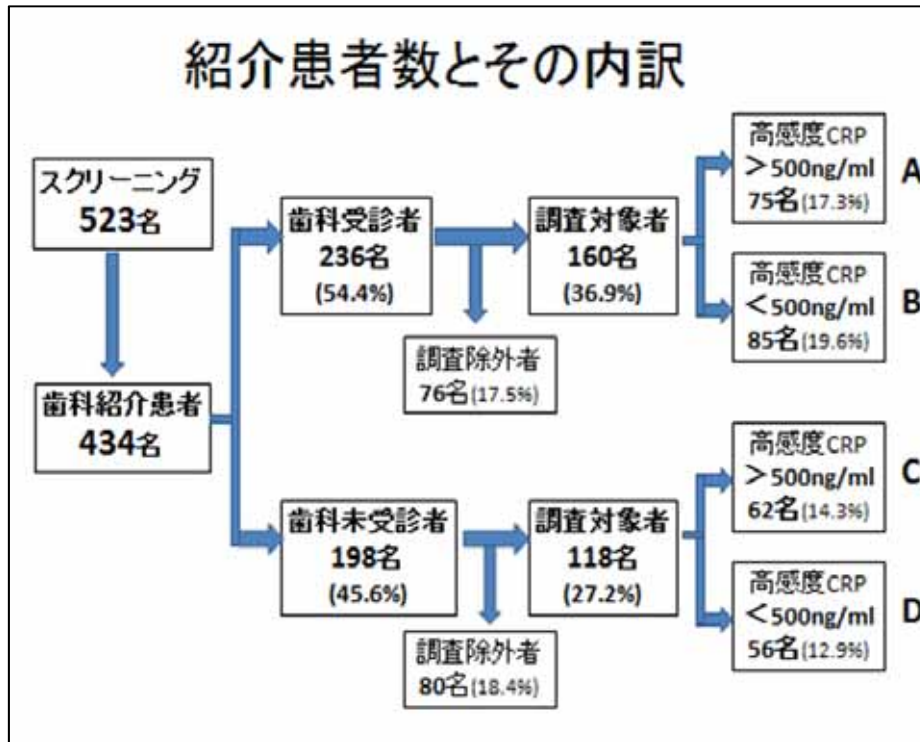 紹介患者数とその内訳
スクリーニング
523名
歯科紹介患者
434名
歯科受診者
236名
(54.4%)
調査除外者
76名(17.5%)
調査対象者
160名
(36.9%)
高感度CRP
＞500ng/ml
75名(17.3%)
A
高感度CRP
＜500ng/ml
85名(19.6%)
B
歯科未受診者
198名
(45.6%)
調査除外者
80名(18.4%)
調査対象者
118名
(27.2%)
高感度CRP
＞500ng/ml
62名(14.3%)
C
高感度CRP
＜500ng/ml
56名(12.9%)
D